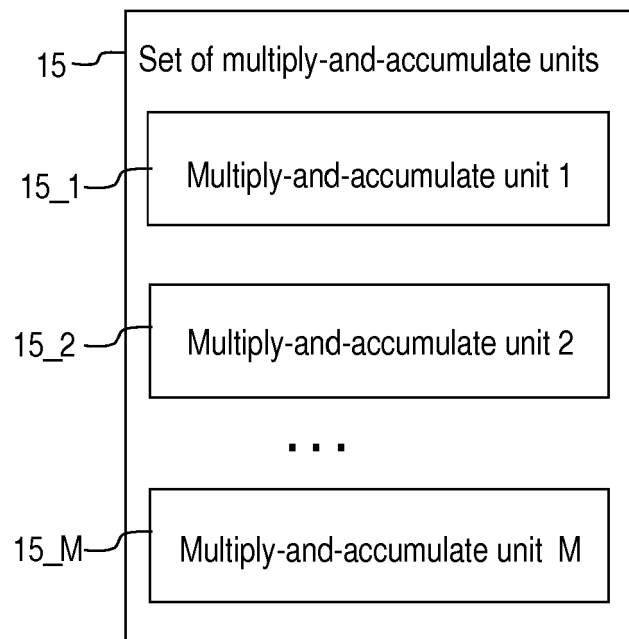 15 Set of multiply-and-accumulate units
15_1 Multiply-and-accumulate unit 1
15_2 Multiply-and-accumulate unit 2
...
15_M Multiply-and-accumulate unit M